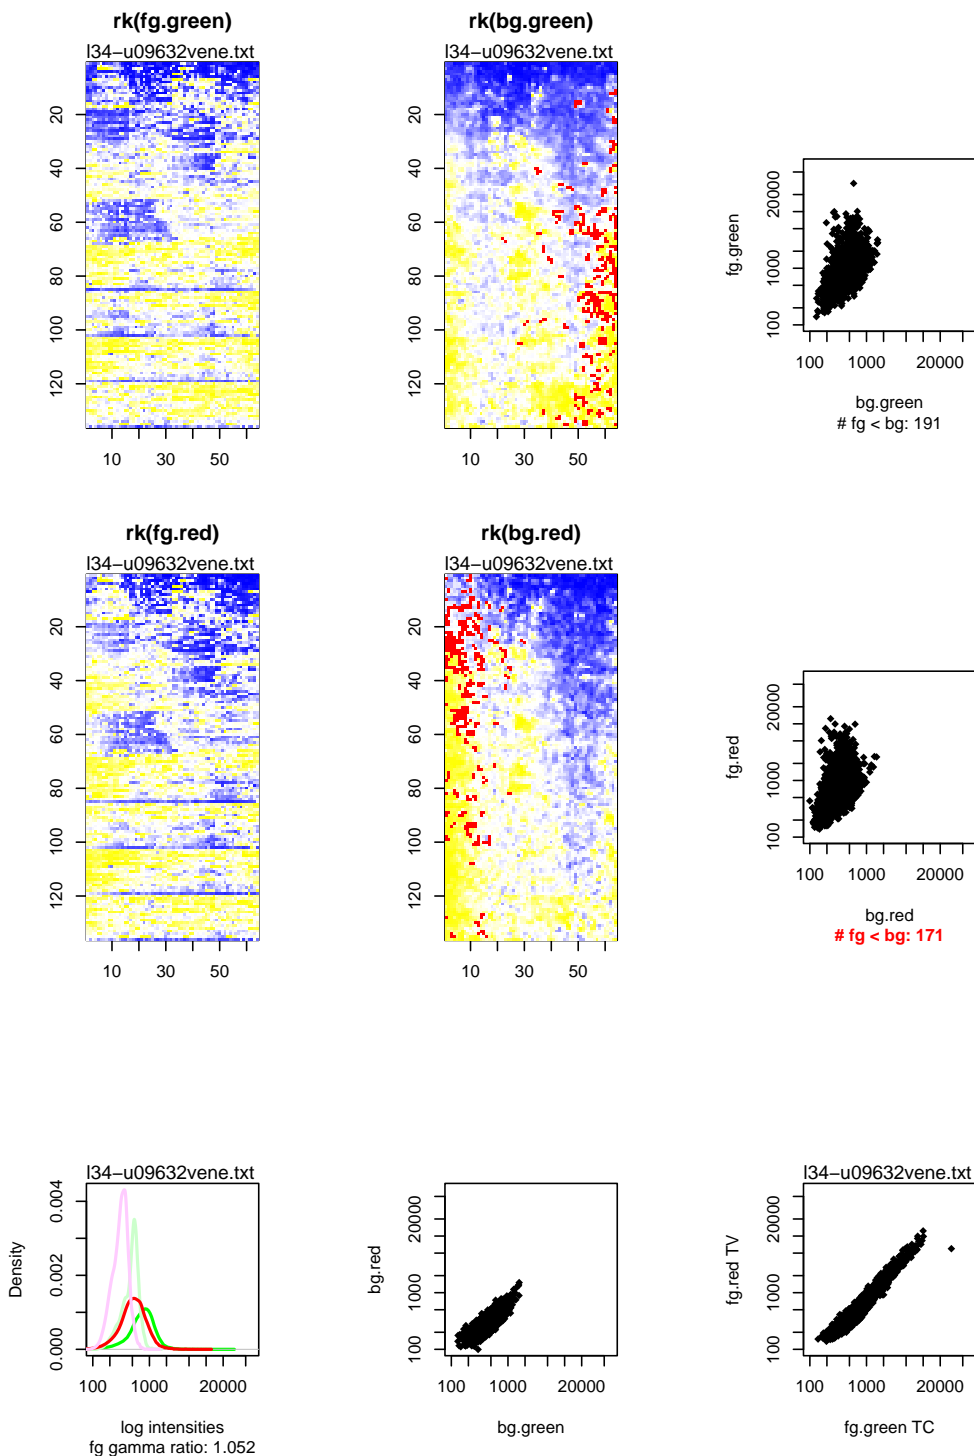 rk(fg.green)
l34−u09632vene.txt
20
40
60
80
100
120
10
30
50
rk(bg.green)
l34−u09632vene.txt
20
40
60
80
100
120
10
30
50
fg.green
20000
1000
100
100
1000
20000
bg.green
# fg < bg: 191
rk(fg.red)
l34−u09632vene.txt
20
40
60
80
100
120
10
30
50
rk(bg.red)
l34−u09632vene.txt
20
40
60
80
100
120
10
30
50
fg.red
20000
1000
100
100
1000
20000
bg.red
# fg < bg: 171
l34−u09632vene.txt
Density
0.004
0.002
0.000
100
1000
20000
log intensities
fg gamma ratio: 1.052
bg.red
20000
1000
100
100
1000
20000
bg.green
l34−u09632vene.txt
fg.red TV
20000
1000
100
100
1000
20000
fg.green TC